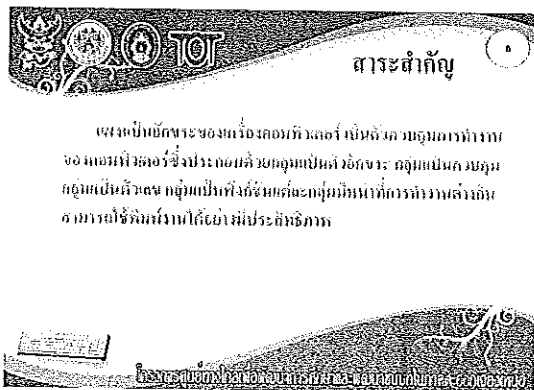 TOT
สาระสำคัญ
แผงแป้นอักขระของเครื่องคอมพิวเตอร์ เป็นตัวควบคุมการทำงาน
ของคอมพิวเตอร์ซึ่งประกอบด้วยกลุ่มแป้นตัวอักขระ กลุ่มแป้นควบคุม
กลุ่มแป้นตัวเลข กลุ่มแป้นฟังก์ชันแต่ละกลุ่มมีหน้าที่การทำงานต่างกัน
สามารถใช้พิมพ์งานได้อย่างมีประสิทธิภาพ